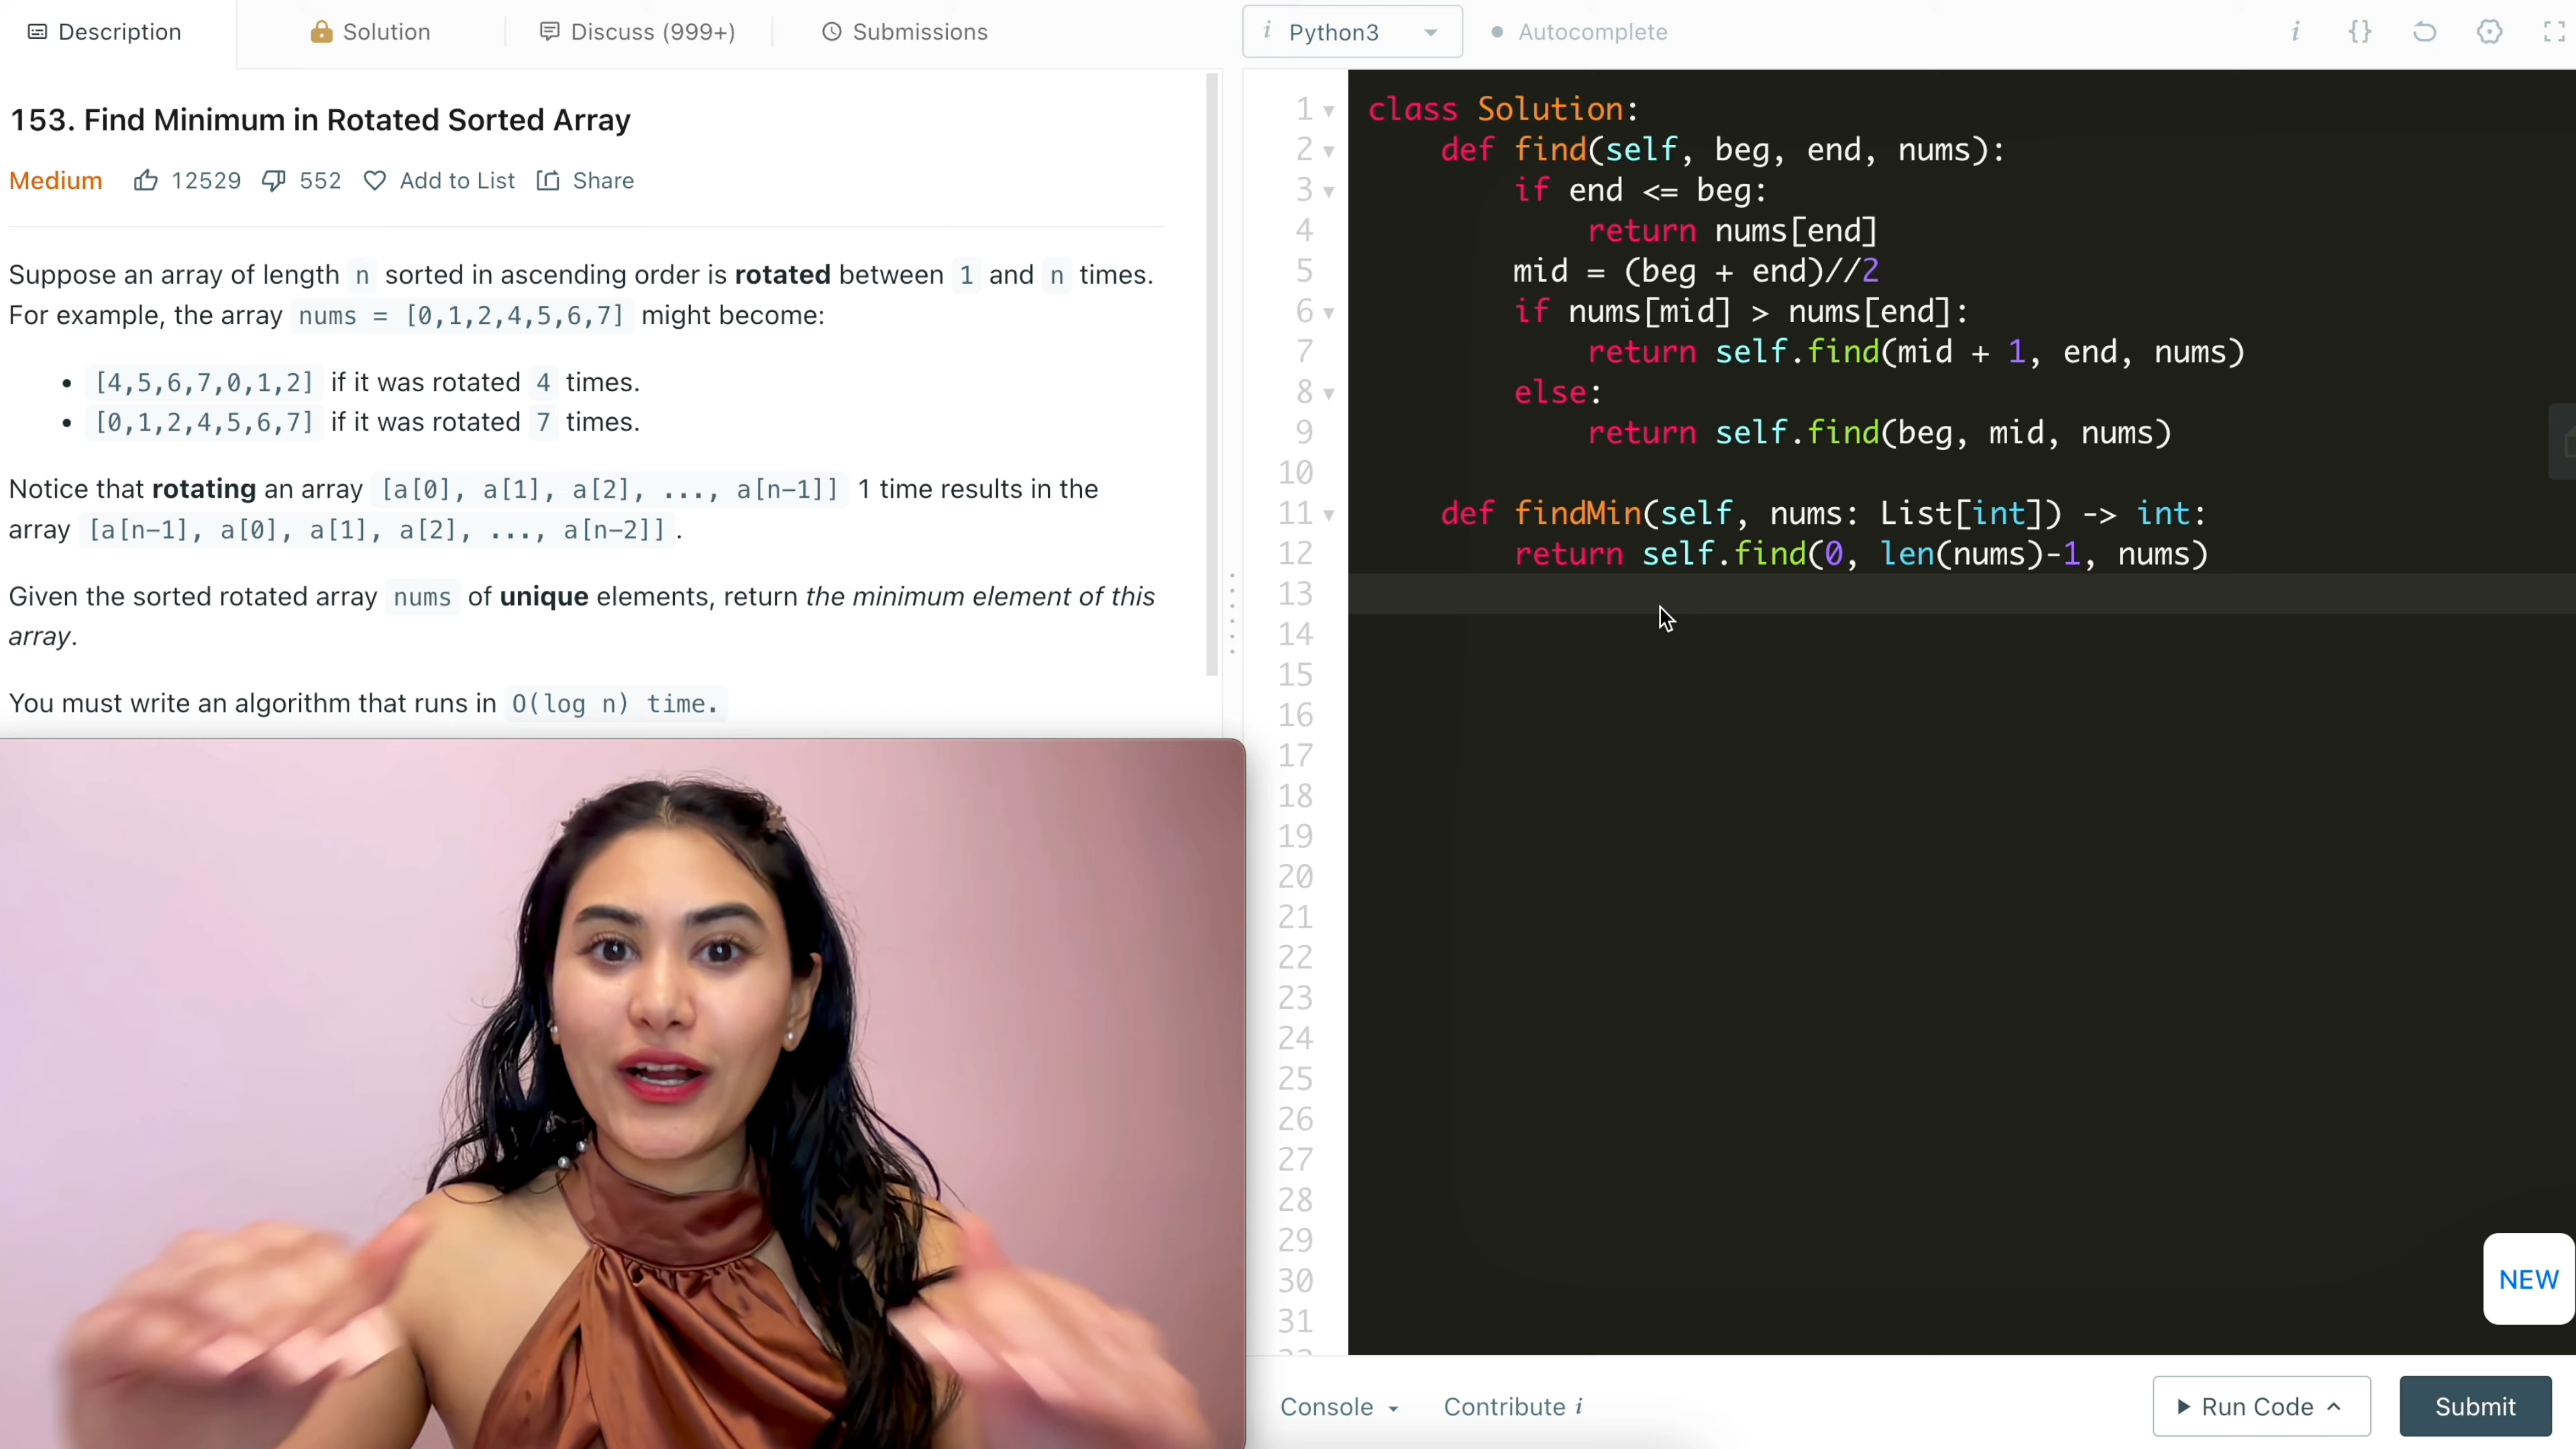 Description
Solution
Discuss (999+)
Submissions
i Python3
Autocomplete
i {}
153. Find Minimum in Rotated Sorted Array
Medium 12529 552 Add to List Share
Suppose an array of length n sorted in ascending order is rotated between 1 and n times.
For example, the array nums = [0,1,2,4,5,6,7] might become:
• [4,5,6,7,0,1,2] if it was rotated 4 times.
• [0,1,2,4,5,6,7] if it was rotated 7 times.
Notice that rotating an array [a[0], a[1], a[2], ..., a[n-1]] 1 time results in the
array [a[n-1], a[0], a[1], a[2], ..., a[n-2]].
Given the sorted rotated array nums of unique elements, return the minimum element of this
array.
You must write an algorithm that runs in O(log n) time.
1 class Solution:
2     def find(self, beg, end, nums):
3         if end <= beg:
4             return nums[end]
5         mid = (beg + end)//2
6         if nums[mid] > nums[end]:
7             return self.find(mid + 1, end, nums)
8         else:
9             return self.find(beg, mid, nums)
10
11     def findMin(self, nums: List[int]) -> int:
12         return self.find(0, len(nums)-1, nums)
13
14
15
16
17
18
19
20
21
22
23
24
25
26
27
28
29
30
31
NEW
Console
Contribute i
Run Code
Submit